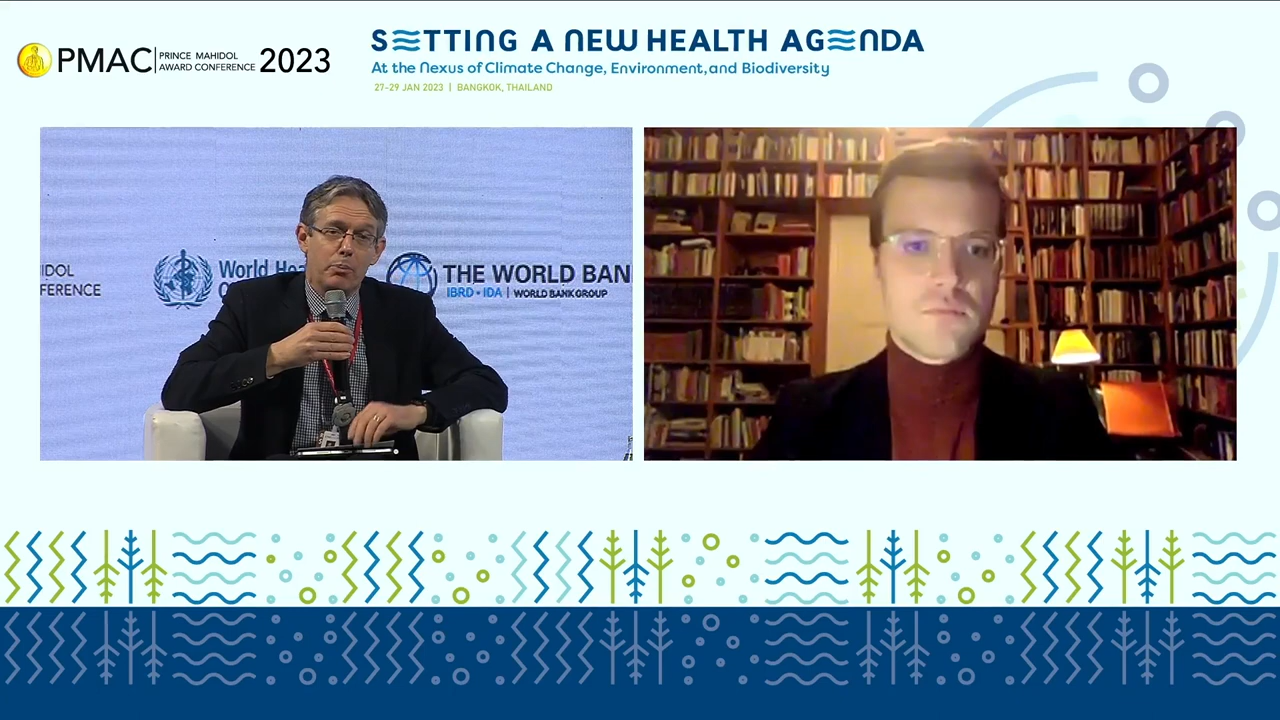 PMAC
PRINCE MAHIDOL
AWARD CONFERENCE
2023
SETTING A NEW HEALTH AGENDA
At the Nexus of Climate Change, Environment, and Biodiversity
27-29 JAN 2023 | BANGKOK, THAILAND
IDOL
FERENCE
World Hea
THE WORLD BAN
IBRD • IDA | WORLD BANK GROUP